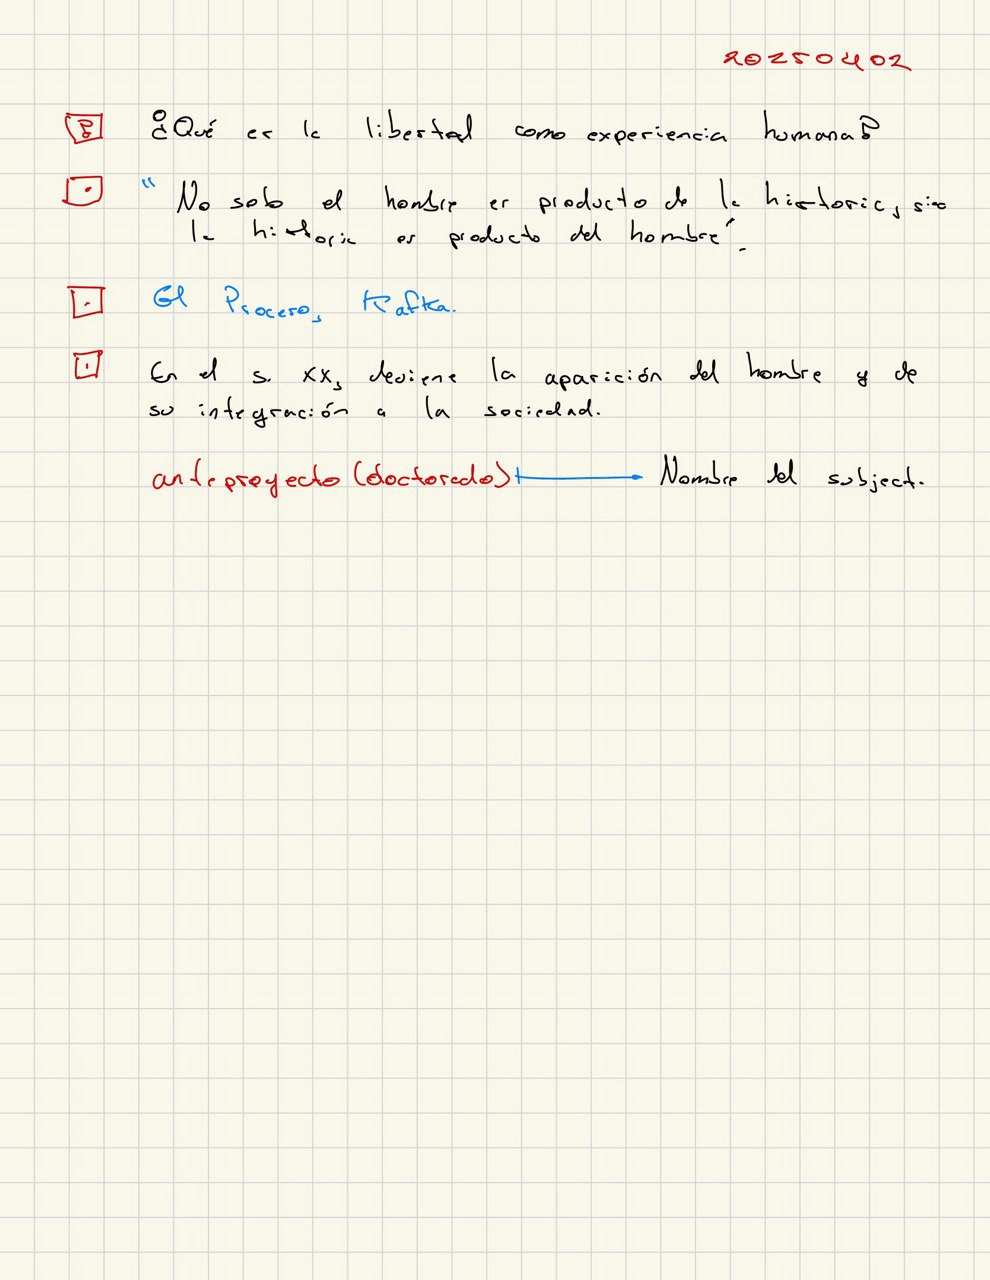 20250402
¿Qué es la libertad como experiencia humana?
"No solo el hombre es producto de la historia, sino
la historia es producto del hombre".
El Proceso, Kafka.
En el s. XX, deviene la aparición del hombre y de
su integración a la sociedad.
anteproyecto (doctorado) Nombre del subject.